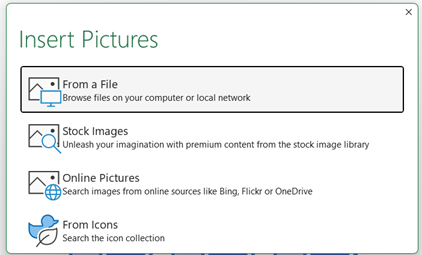 Insert Pictures
From a File
Browse files on your computer or local network
Stock Images
Unleash your imagination with premium content from the stock image library
Online Pictures
Search images from online sources like Bing, Flickr or OneDrive
From Icons
Search the icon collection